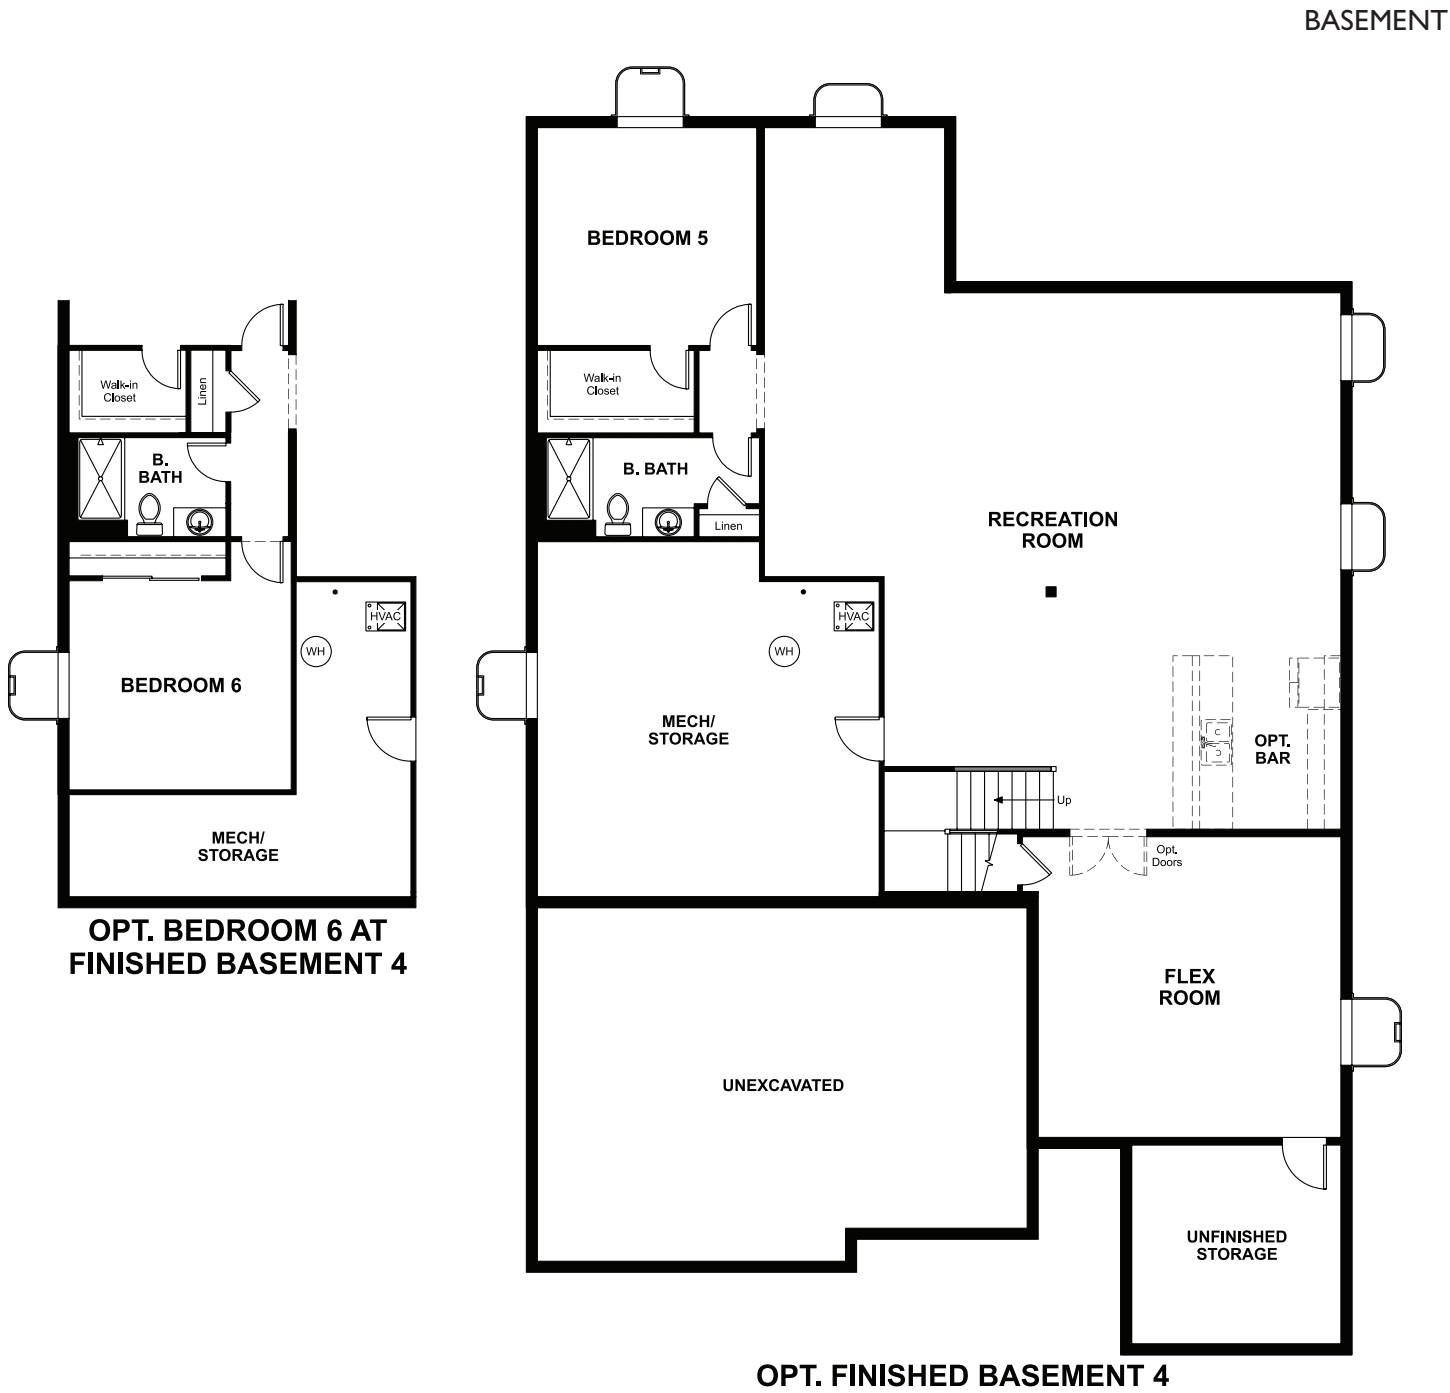 BASEMENT
BEDROOM 5
Walk-in
Closet
B. BATH
Linen
RECREATION
ROOM
HVAC
WH
MECH/
STORAGE
OPT.
BAR
Up
Opt.
Doors
FLEX
ROOM
UNEXCAVATED
UNFINISHED
STORAGE
OPT. FINISHED BASEMENT 4
Walk-in
Closet
Linen
B.
BATH
HVAC
WH
BEDROOM 6
MECH/
STORAGE
OPT. BEDROOM 6 AT
FINISHED BASEMENT 4